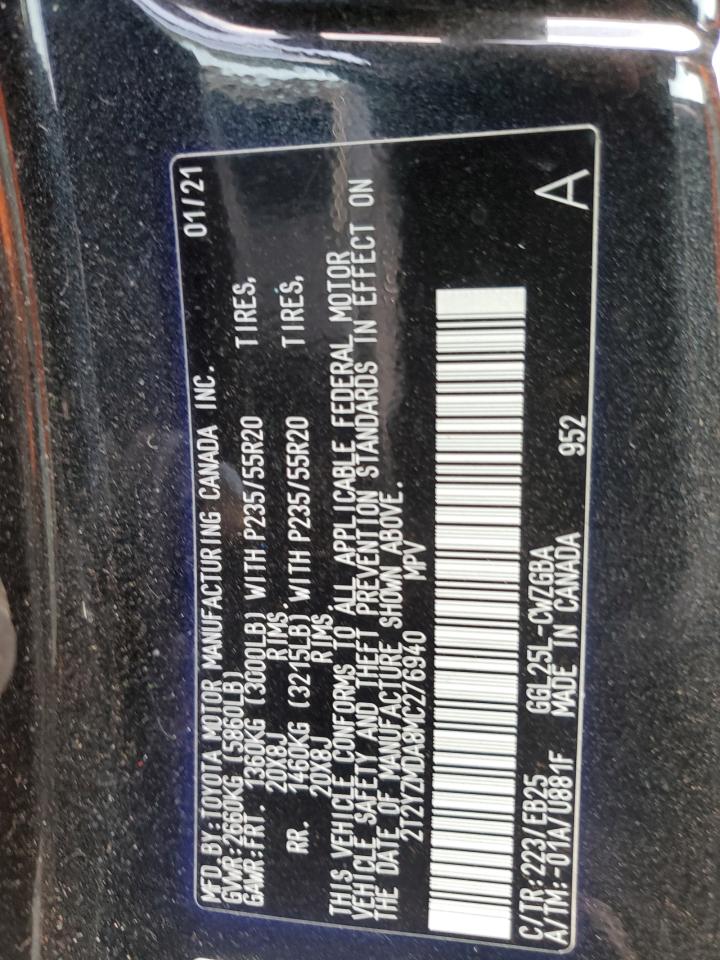 MFD.BY:TOYOTA MOTOR MANUFACTURING CANADA INC. 01/21
GVWR:2660KG (5860LB)
GAWR:FRT. 1360KG (3000LB) WITH P235/55R20 TIRES,
20X8J RIMS.
RR. 1460KG (3215LB) WITH P235/55R20 TIRES,
20X8J RIMS.
THIS VEHICLE CONFORMS TO ALL APPLICABLE FEDERAL MOTOR
VEHICLE SAFETY AND THEFT PREVENTION STANDARDS IN EFFECT ON
THE DATE OF MANUFACTURE SHOWN ABOVE.
2T2YZMDA8MC276940 MPV
C/TR:223/EB25 GGL25L-CWZGBA A
A/TM:-01A/U881F MADE IN CANADA 952